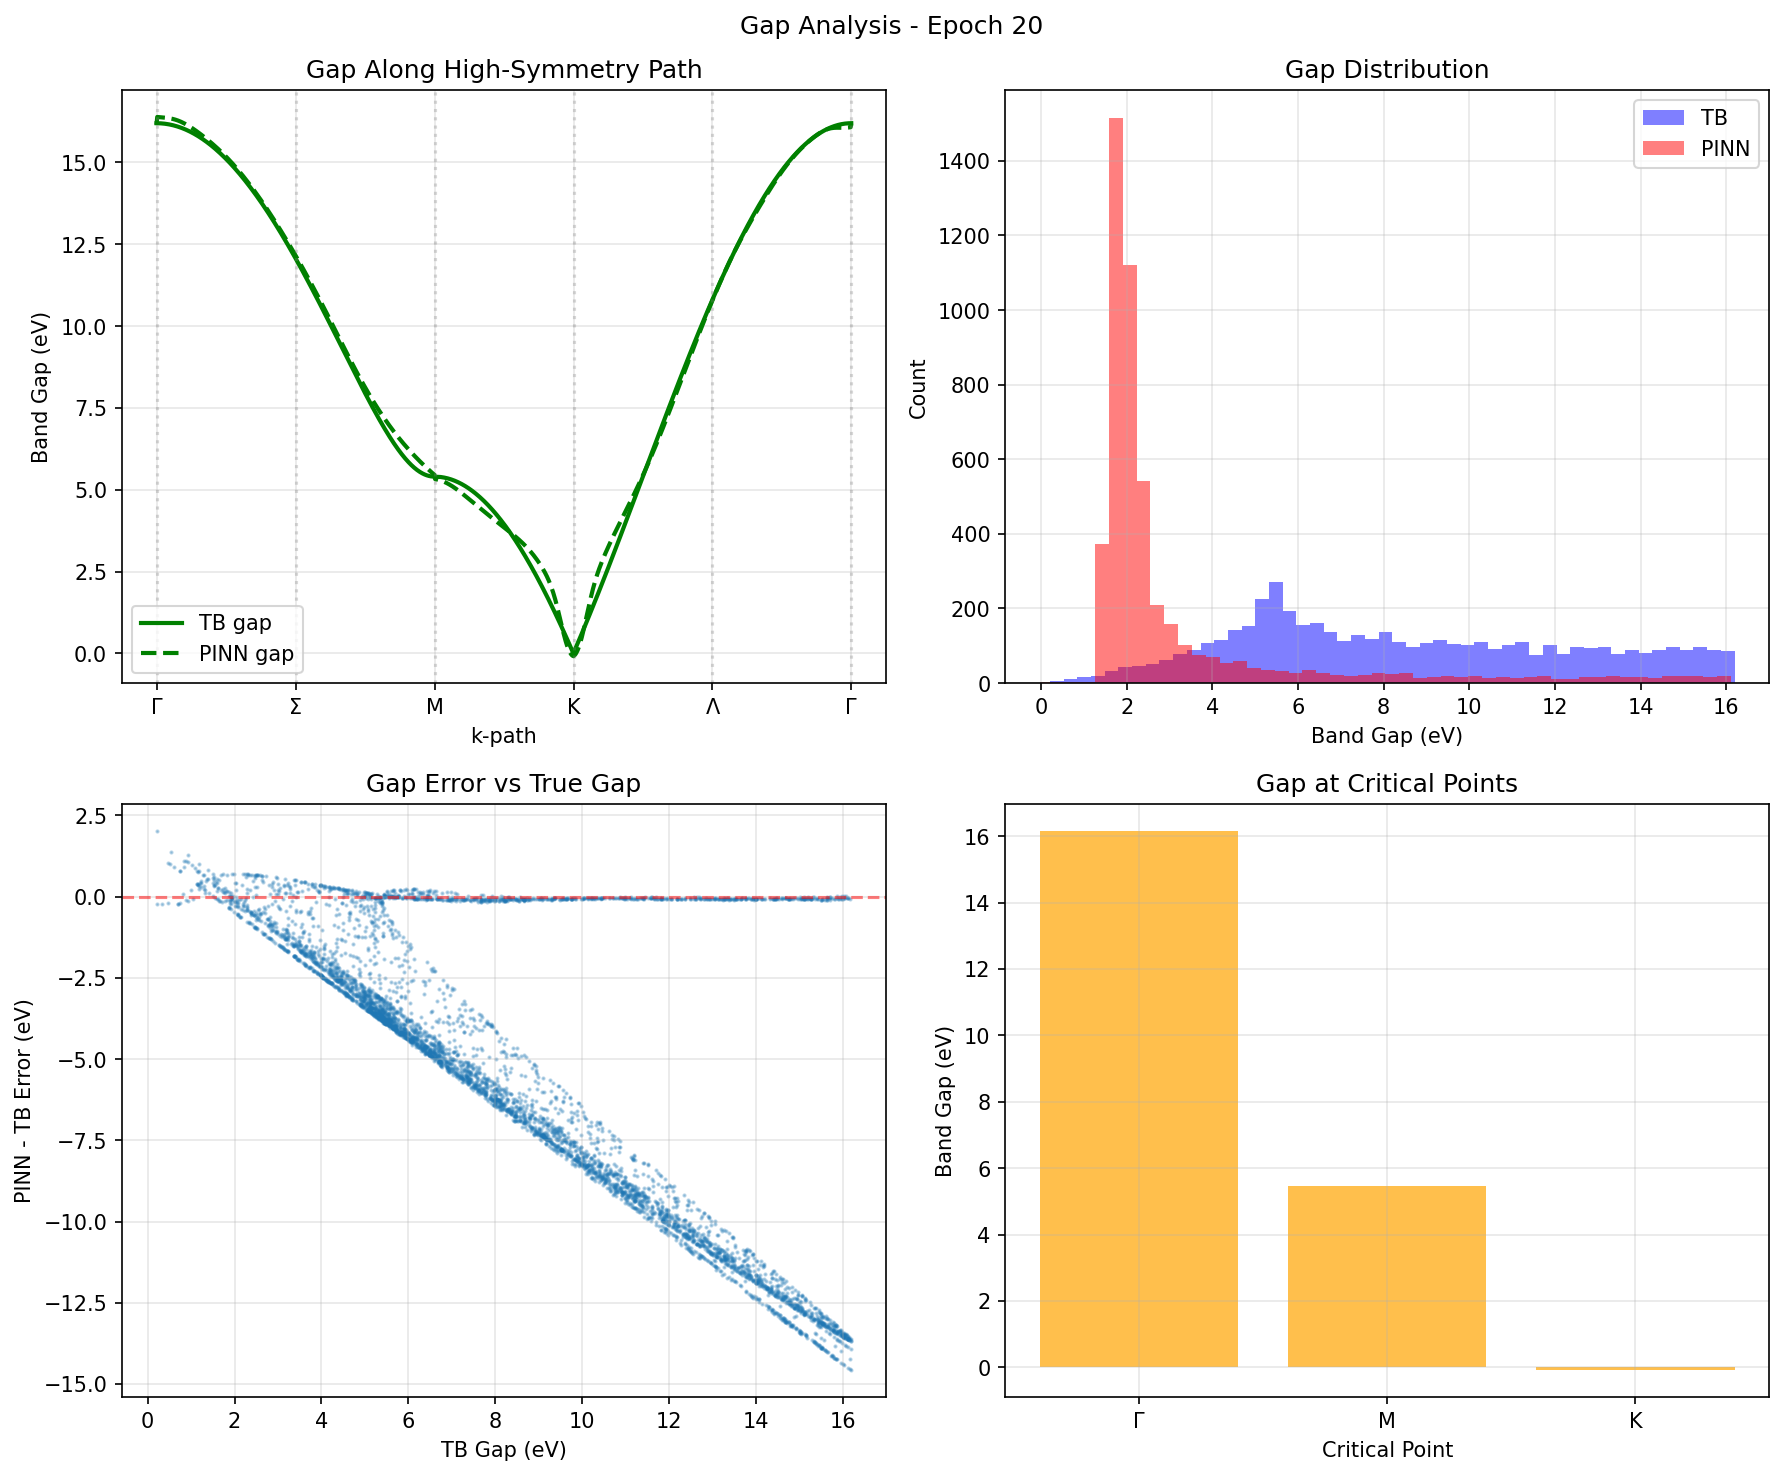 Gap Analysis - Epoch 20
Gap Along High-Symmetry Path
Band Gap (eV)
15.0
12.5
10.0
7.5
5.0
2.5
0.0
TB gap
PINN gap
Γ Σ M K Λ Γ
k-path
Gap Distribution
Count
1400
1200
1000
800
600
400
200
0
TB
PINN
0 2 4 6 8 10 12 14 16
Band Gap (eV)
Gap Error vs True Gap
PINN - TB Error (eV)
2.5
0.0
−2.5
−5.0
−7.5
−10.0
−12.5
−15.0
0 2 4 6 8 10 12 14 16
TB Gap (eV)
Gap at Critical Points
Band Gap (eV)
16
14
12
10
8
6
4
2
0
Γ M K
Critical Point